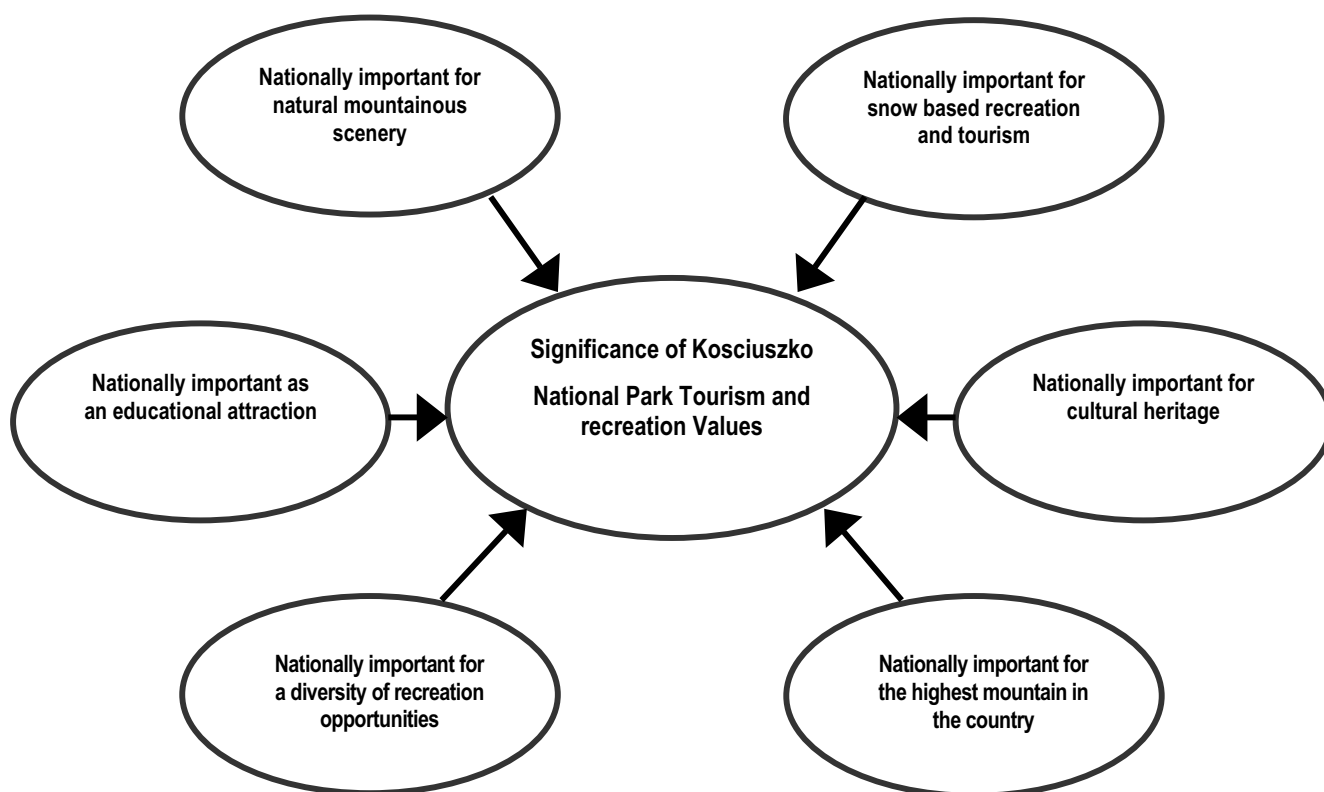 Nationally important for
natural mountainous
scenery
Nationally important for
snow based recreation
and tourism
Significance of Kosciuszko
National Park Tourism and
recreation Values
Nationally important as
an educational attraction
Nationally important for
cultural heritage
Nationally important for
a diversity of recreation
opportunities
Nationally important for
the highest mountain in
the country